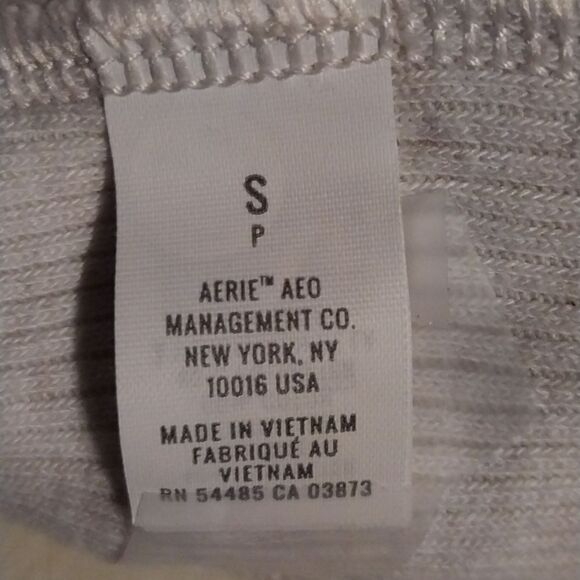 S
P
AERIE™ AEO
MANAGEMENT CO.
NEW YORK, NY
10016 USA
MADE IN VIETNAM
FABRIQUÉ AU
VIETNAM
RN 54485 CA 03873